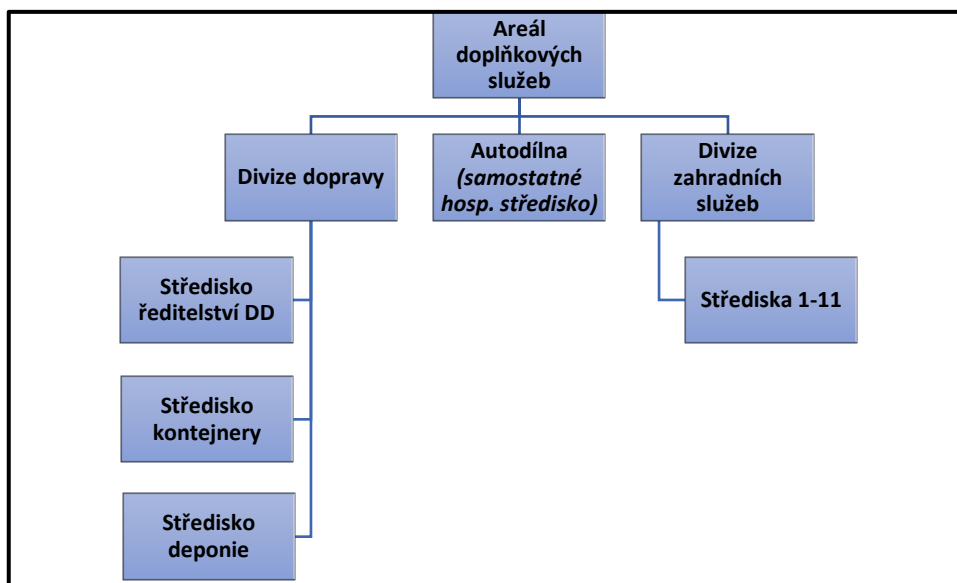 Areál
doplňkových
služeb
Divize dopravy
Autodílna
(samostatné
hosp. středisko)
Divize
zahradních
služeb
Středisko
ředitelství DD
Střediska 1-11
Středisko
kontejnery
Středisko
deponie